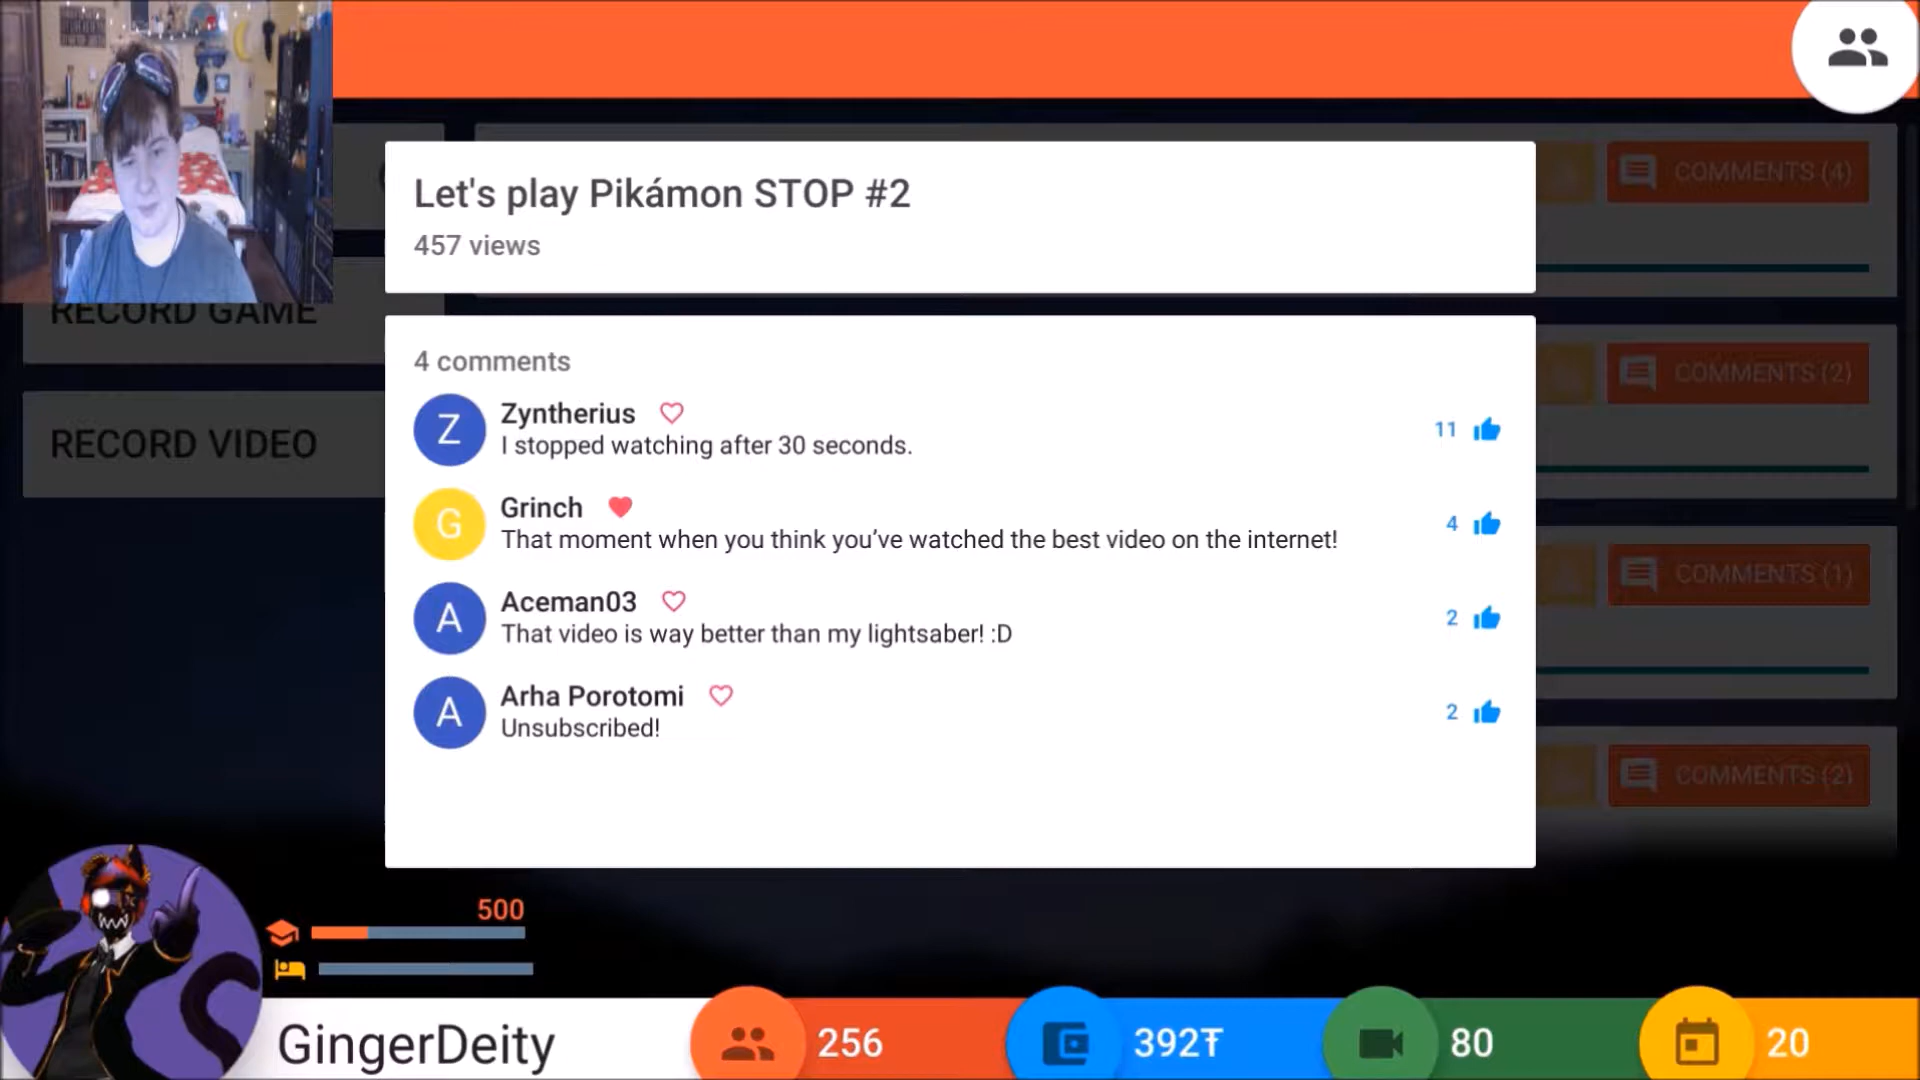 COMMENTS (4)
Let's play Pikámon STOP #2
457 views
RECORD GAME
4 comments
COMMENTS (2)
Z
Zyntherius
I stopped watching after 30 seconds.
11
RECORD VIDEO
G
Grinch
That moment when you think you’ve watched the best video on the internet!
4
COMMENTS (1)
A
Aceman03
That video is way better than my lightsaber! :D
2
A
Arha Porotomi
Unsubscribed!
2
COMMENTS (2)
500
GingerDeity
256
392Ŧ
80
20